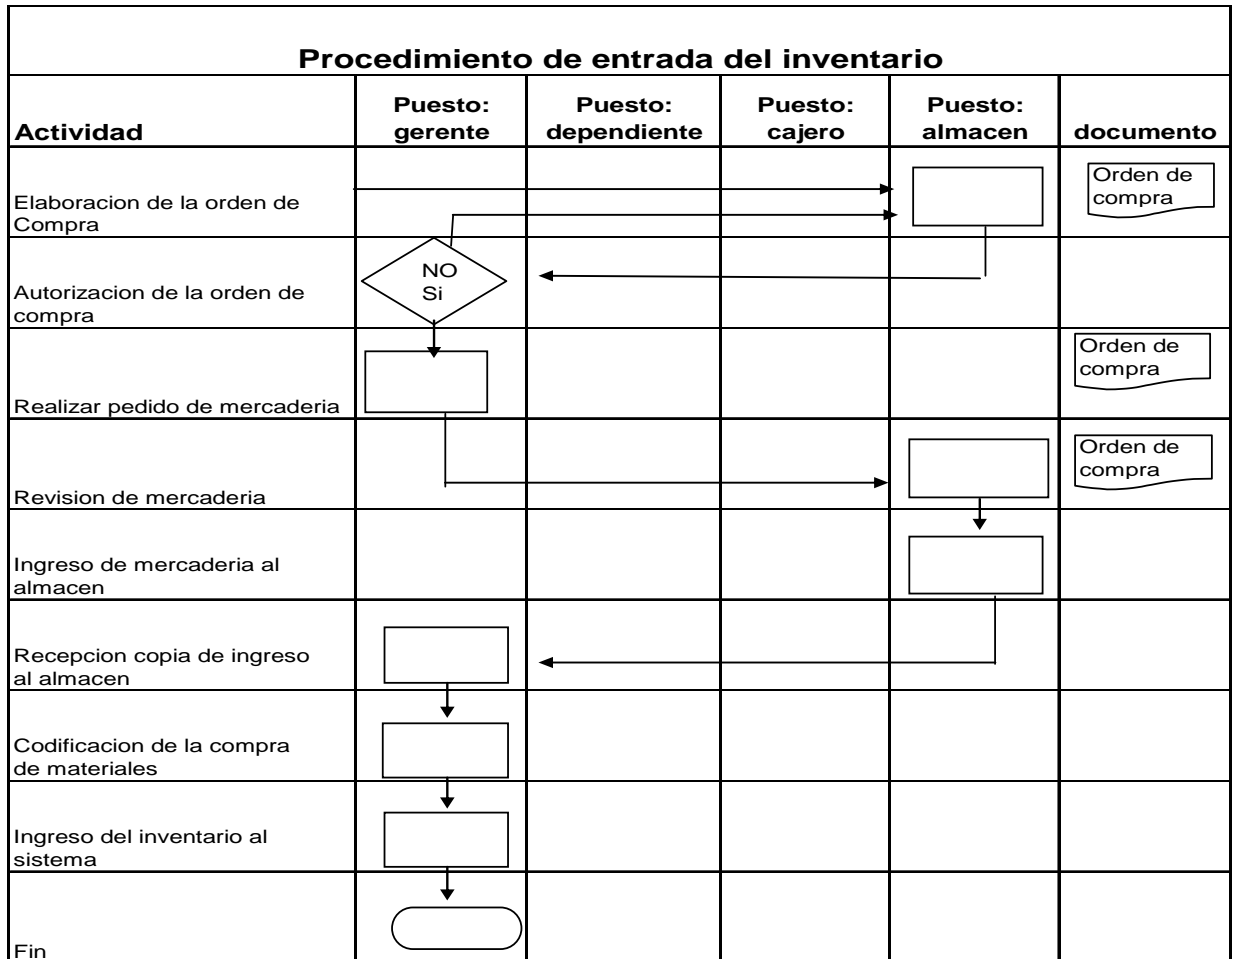 Procedimiento de entrada del inventario
Actividad
Puesto:
gerente
Puesto:
dependiente
Puesto:
cajero
Puesto:
almacen
documento
Elaboracion de la orden de
Compra
Orden de
compra
Autorizacion de la orden de
compra
NO
Si
Realizar pedido de mercaderia
Orden de
compra
Revision de mercaderia
Orden de
compra
Ingreso de mercaderia al
almacen
Recepcion copia de ingreso
al almacen
Codificacion de la compra
de materiales
Ingreso del inventario al
sistema
Fin